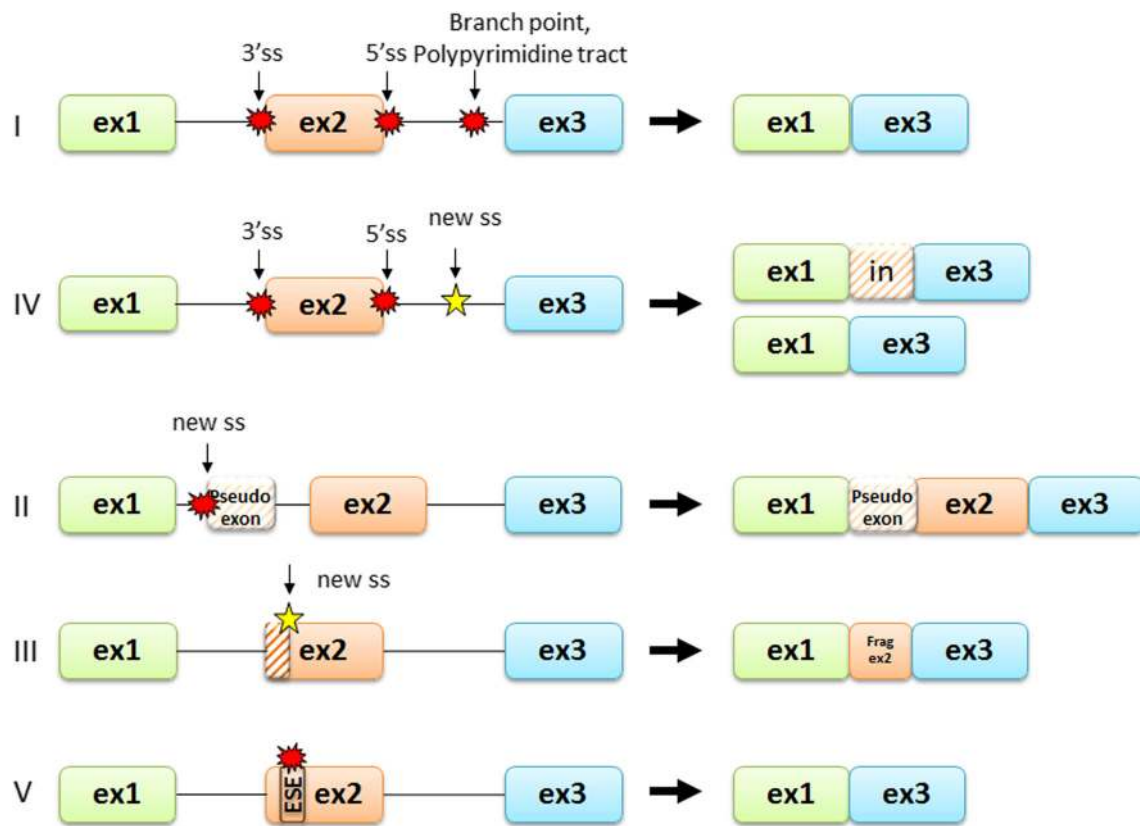 Branch point,
3'ss 5'ss Polypyrimidine tract
I ex1 ex2 ex3 ex1 ex3
3'ss 5'ss new ss
IV ex1 ex2 ex3 ex1 in ex3
ex1 ex3
new ss
II ex1 Pseudo exon ex2 ex3 ex1 Pseudo exon ex2 ex3
new ss
III ex1 ex2 ex3 ex1 Frag ex2 ex3
V ex1 ESE ex2 ex3 ex1 ex3